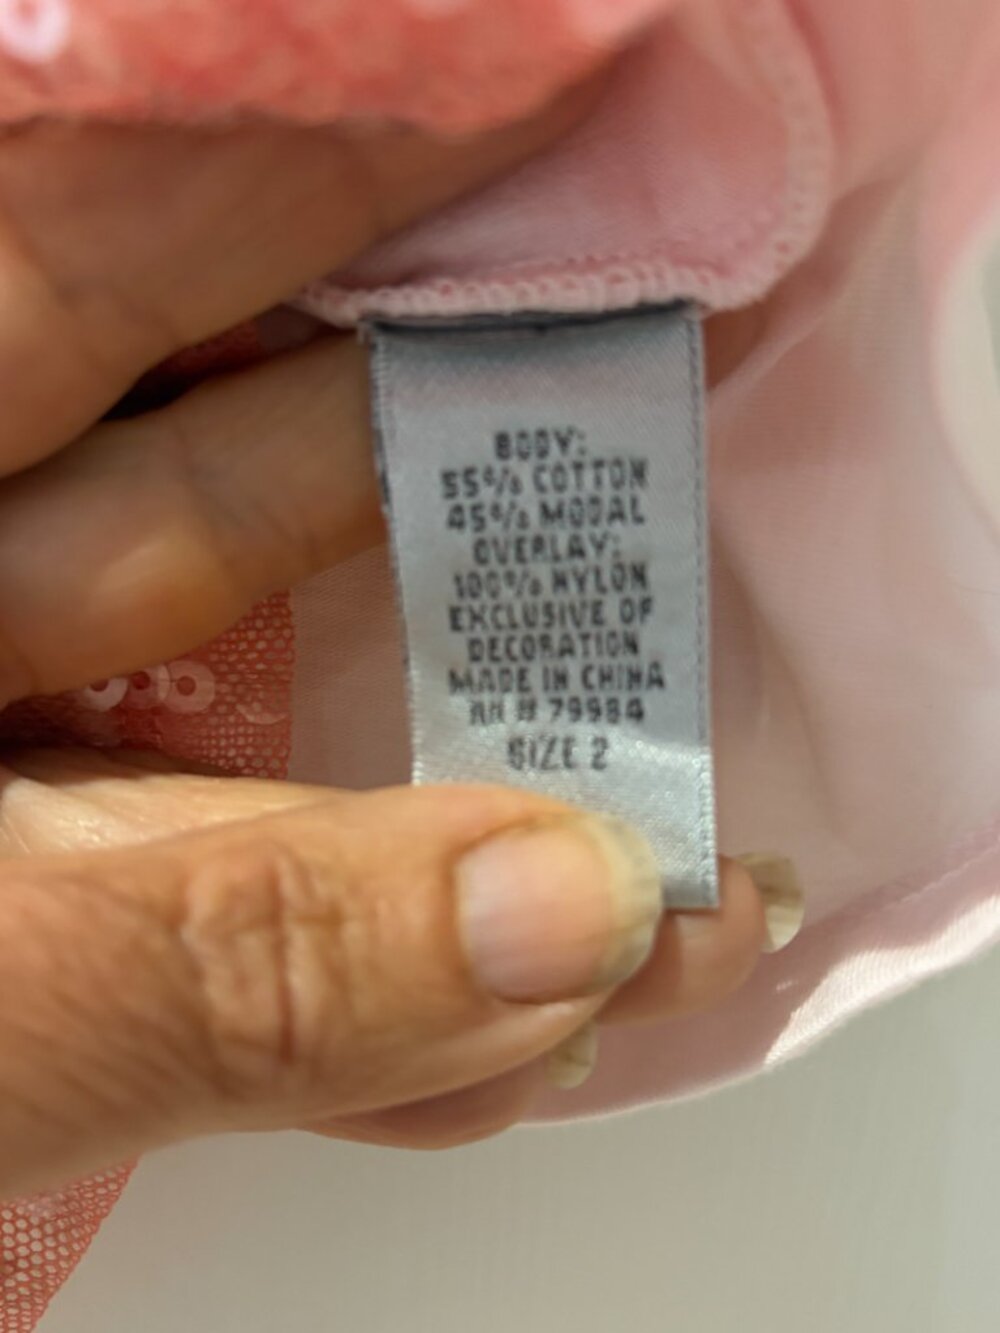 BODY:
55% COTTON
45% MODAL
OVERLAY:
100% NYLON
EXCLUSIVE OF
DECORATION
MADE IN CHINA
RN # 79984
SIZE 2